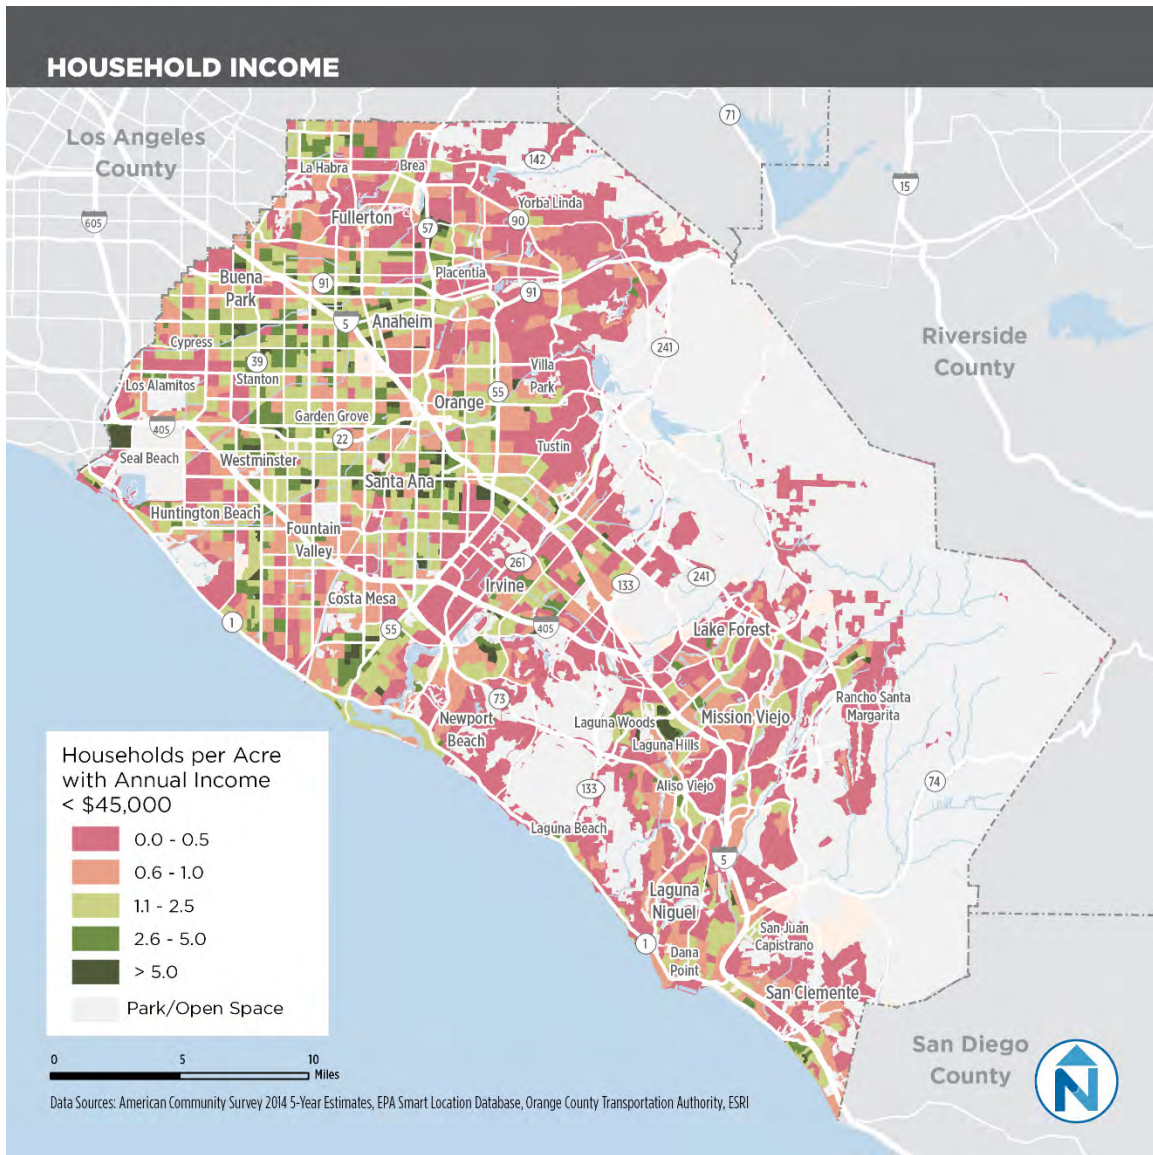 HOUSEHOLD INCOME
Los Angeles
County
71
142
15
605
La Habra
Brea
Yorba Linda
Fullerton
90
57
Buena
Park
91
Placentia
91
5
Anaheim
Riverside
County
Cypress
241
39
Stanton
Villa
Park
Los Alamitos
55
Orange
Garden Grove
405
22
Tustin
Seal Beach
Westminster
Santa Ana
Huntington Beach
Fountain
Valley
261
Irvine
133
241
Costa Mesa
1
55
405
Lake Forest
73
Rancho Santa
Margarita
Newport
Beach
Laguna Woods
Mission Viejo
Laguna Hills
133
Aliso Viejo
74
Laguna Beach
5
Laguna
Niguel
San Juan
Capistrano
1
Dana
Point
San Clemente
San Diego
County
Households per Acre
with Annual Income
< $45,000
0.0 - 0.5
0.6 - 1.0
1.1 - 2.5
2.6 - 5.0
> 5.0
Park/Open Space
0 5 10
Miles
N
Data Sources: American Community Survey 2014 5-Year Estimates, EPA Smart Location Database, Orange County Transportation Authority, ESRI